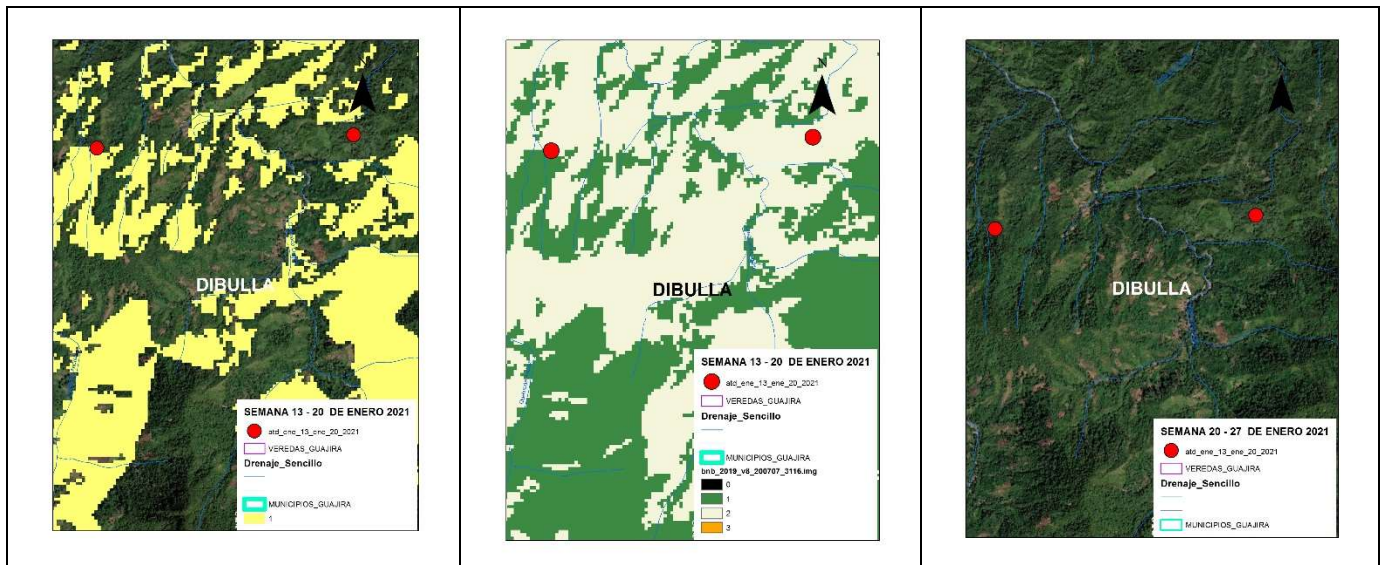 N
DIBULLA
SEMANA 13 - 20 DE ENERO 2021
atd_ene_13_ene_20_2021
VEREDAS_GUAJIRA
Drenaje_Sencillo
MUNICIPIOS_GUAJIRA
1
N
DIBULLA
SEMANA 13 - 20 DE ENERO 2021
atd_ene_13_ene_20_2021
VEREDAS_GUAJIRA
Drenaje_Sencillo
MUNICIPIOS_GUAJIRA
bnb_2019_v8_200707_3116.img
0
1
2
3
DIBULLA
SEMANA 20 - 27 DE ENERO 2021
atd_ene_13_ene_20_2021
VEREDAS_GUAJIRA
Drenaje_Sencillo
MUNICIPIOS_GUAJIRA